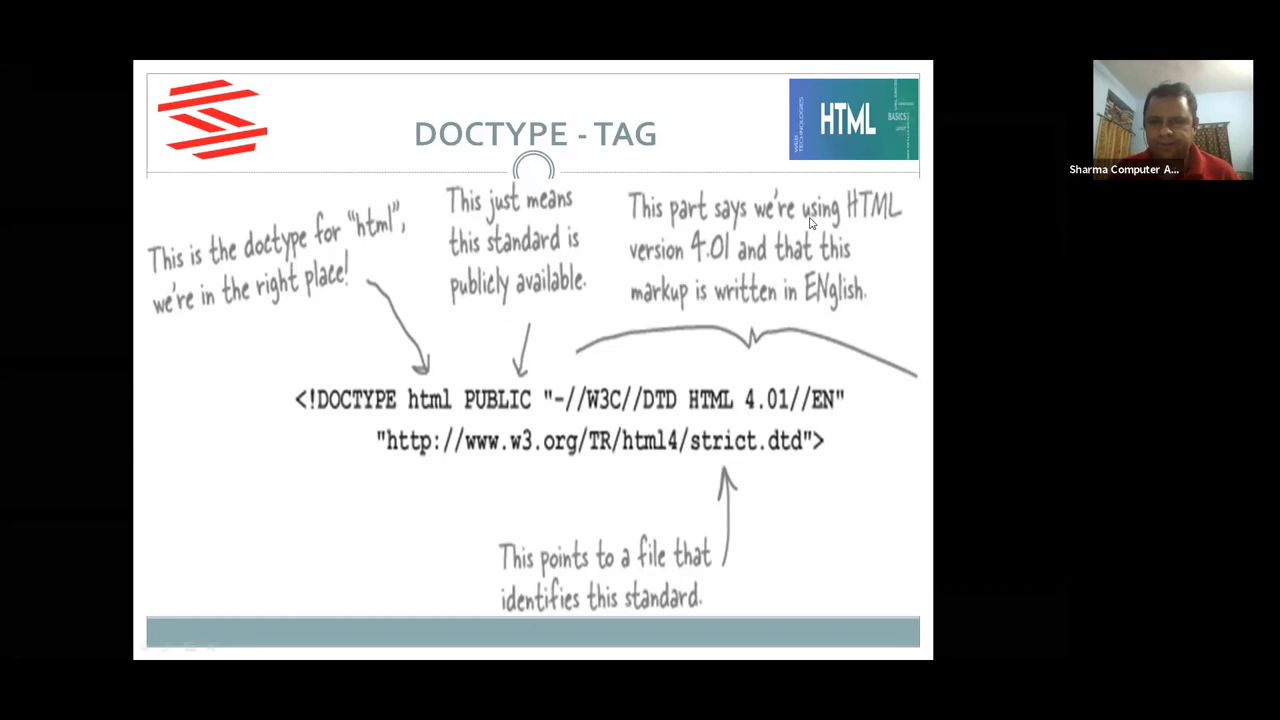 DOCTYPE - TAG
WEB TECHNOLOGIES
HTML
BASICS
This is the doctype for "html",
we're in the right place!
This just means
this standard is
publicly available.
This part says we're using HTML
version 4.01 and that this
markup is written in ENglish.
<!DOCTYPE html PUBLIC "-//W3C//DTD HTML 4.01//EN"
"http://www.w3.org/TR/html4/strict.dtd">
This points to a file that
identifies this standard.
Sharma Computer A...